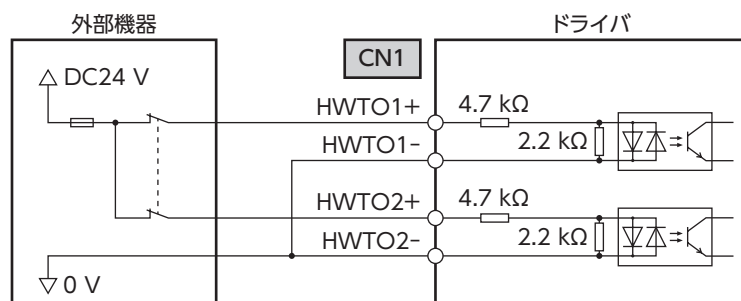 外部機器
ドライバ
CN1
DC24 V
HWTO1+
4.7 kΩ
HWTO1−
2.2 kΩ
HWTO2+
4.7 kΩ
HWTO2−
2.2 kΩ
0 V